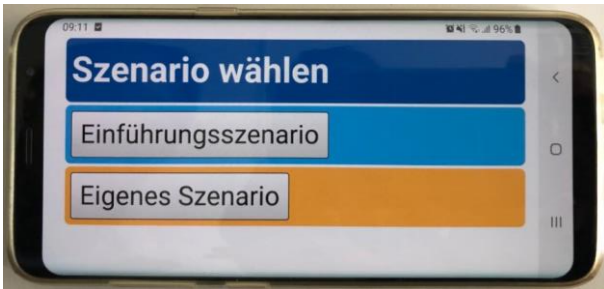 09:11 96%
Szenario wählen
Einführungsszenario
Eigenes Szenario